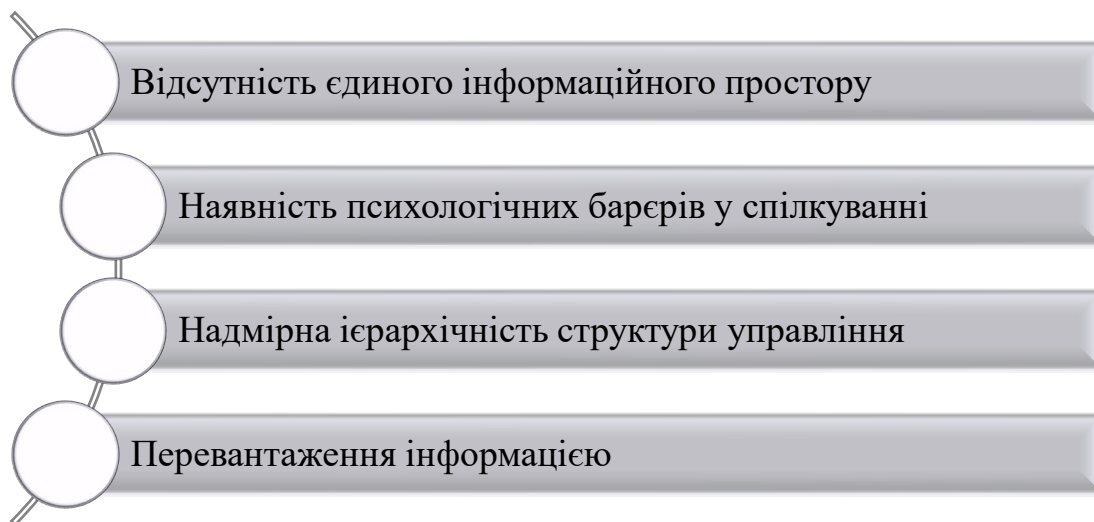 Відсутність єдиного інформаційного простору
Наявність психологічних барєрів у спілкуванні
Надмірна ієрархічність структури управління
Перевантаження інформацією